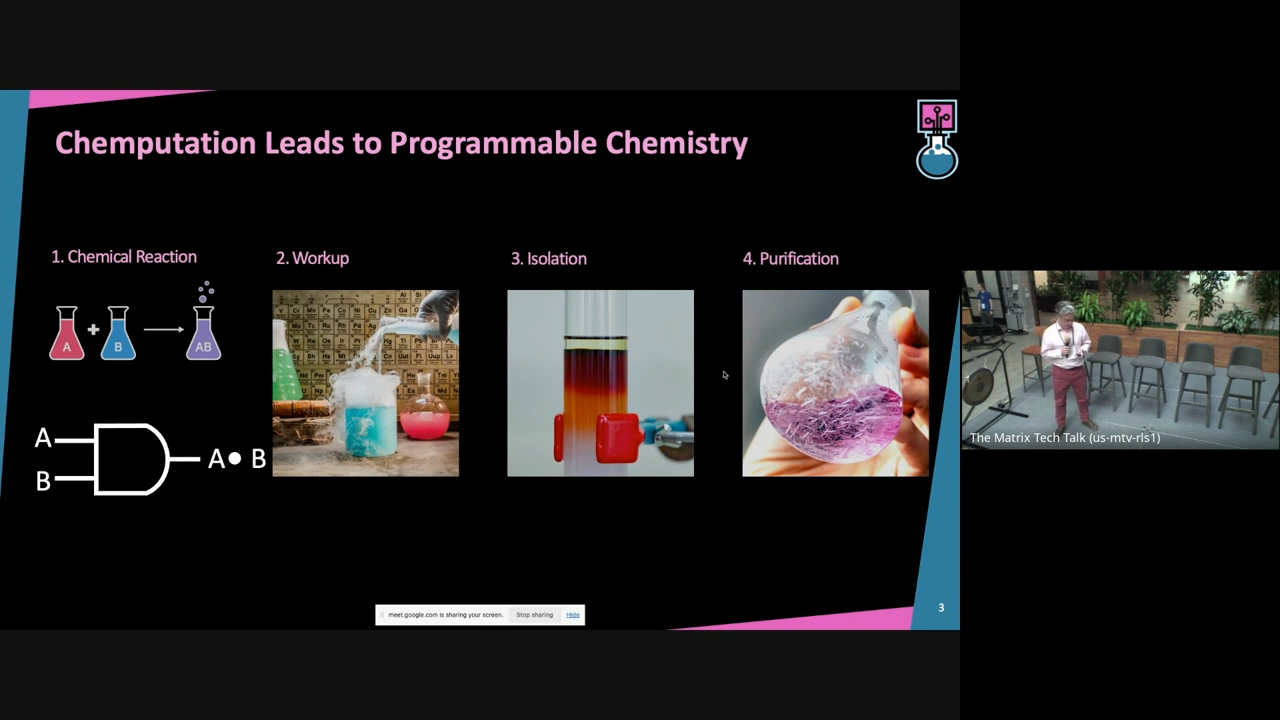 Chemputation Leads to Programmable Chemistry
1. Chemical Reaction
2. Workup
3. Isolation
4. Purification
A + B → AB
A
B
A • B
The Matrix Tech Talk (us-mtv-rls1)
3
meet.google.com is sharing your screen. Stop sharing Hide